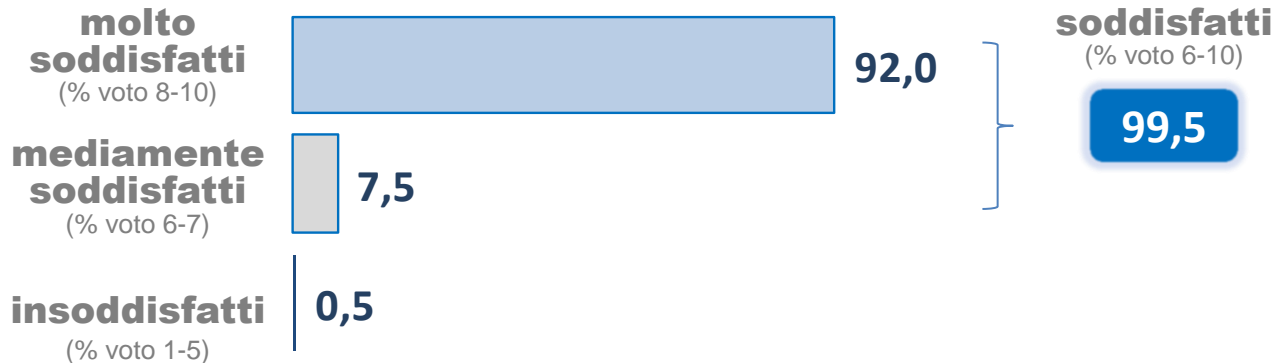 molto
soddisfatti
(% voto 8-10)
92,0
mediamente
soddisfatti
(% voto 6-7)
7,5
insoddisfatti
(% voto 1-5)
0,5
soddisfatti
(% voto 6-10)
99,5